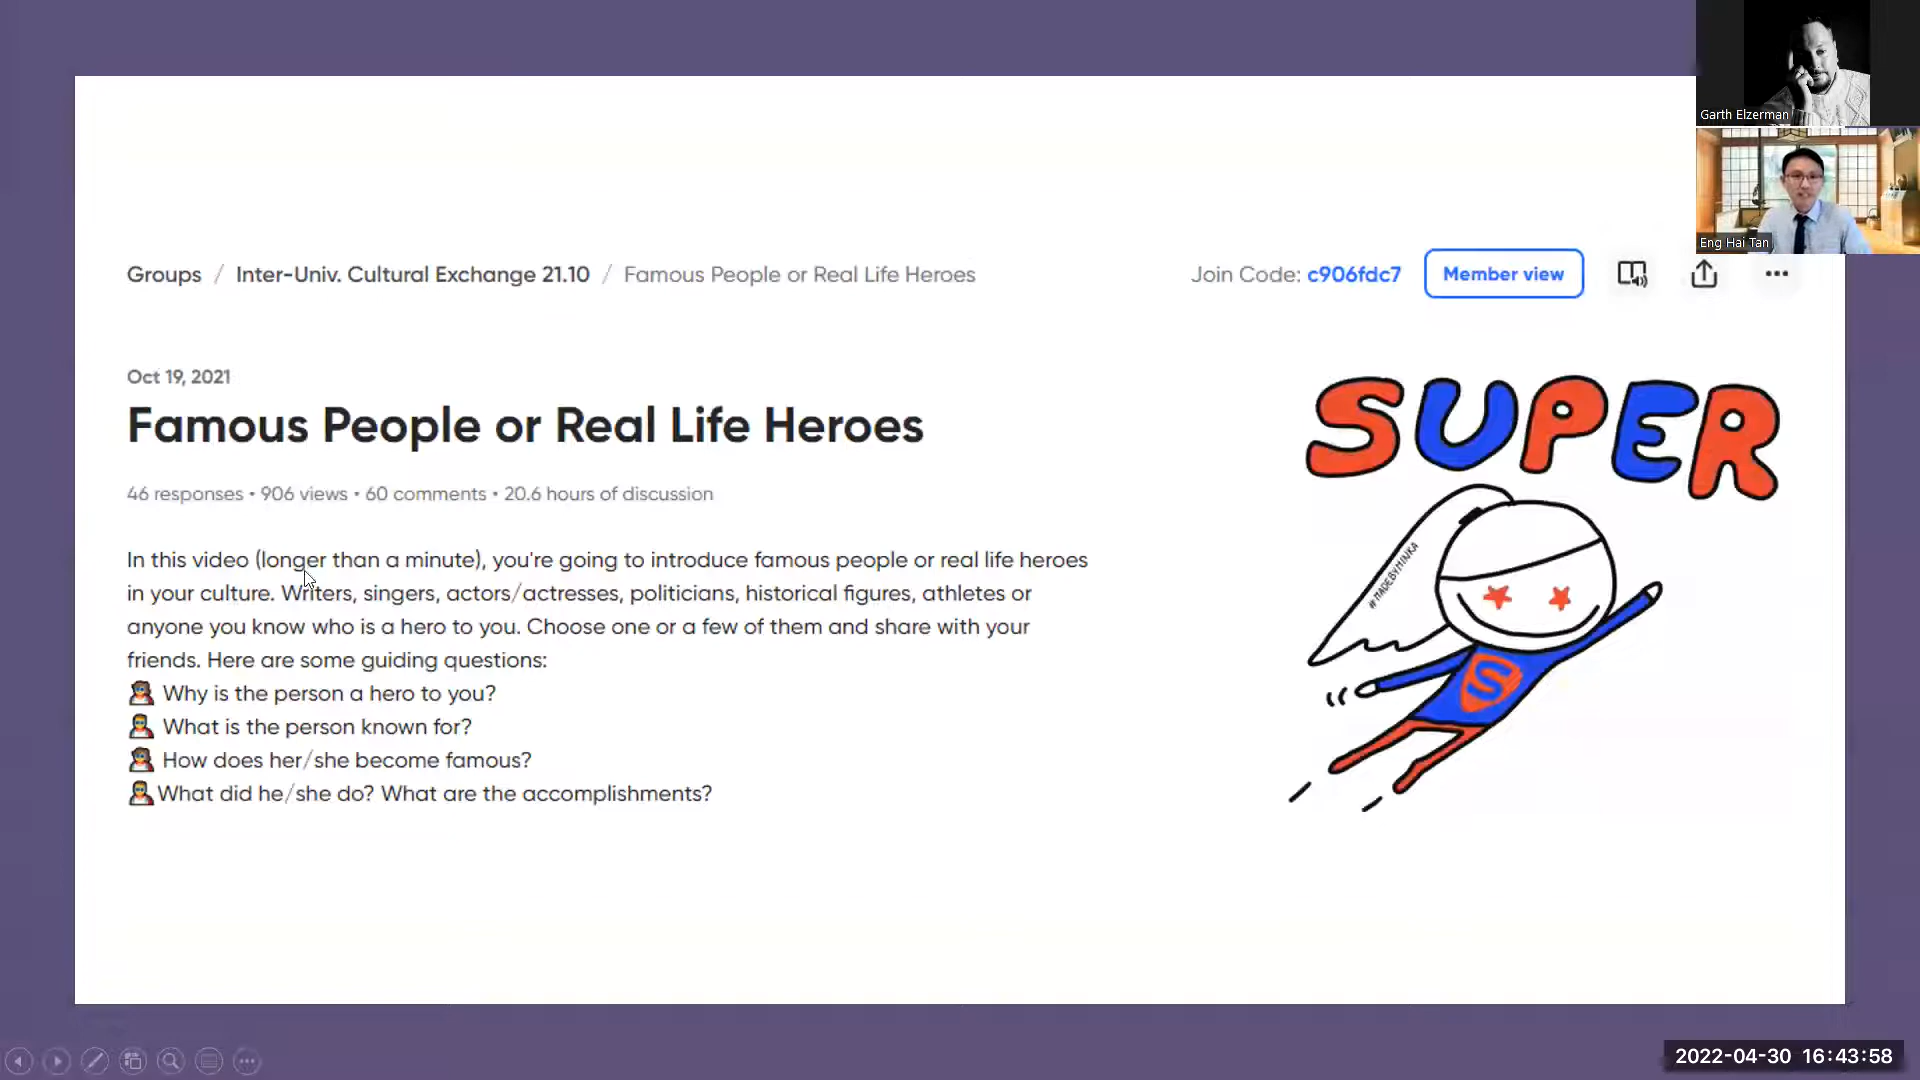 Garth Elzerman
Eng Hai Tan
Groups / Inter-Univ. Cultural Exchange 21.10 / Famous People or Real Life Heroes
Join Code: c906fdc7
Member view
Oct 19, 2021
Famous People or Real Life Heroes
46 responses • 906 views • 60 comments • 20.6 hours of discussion
In this video (longer than a minute), you're going to introduce famous people or real life heroes
in your culture. Writers, singers, actors/actresses, politicians, historical figures, athletes or
anyone you know who is a hero to you. Choose one or a few of them and share with your
friends. Here are some guiding questions:
Why is the person a hero to you?
What is the person known for?
How does her/she become famous?
What did he/she do? What are the accomplishments?
SUPER
#MADEBYMINKA
S
2022-04-30 16:43:58